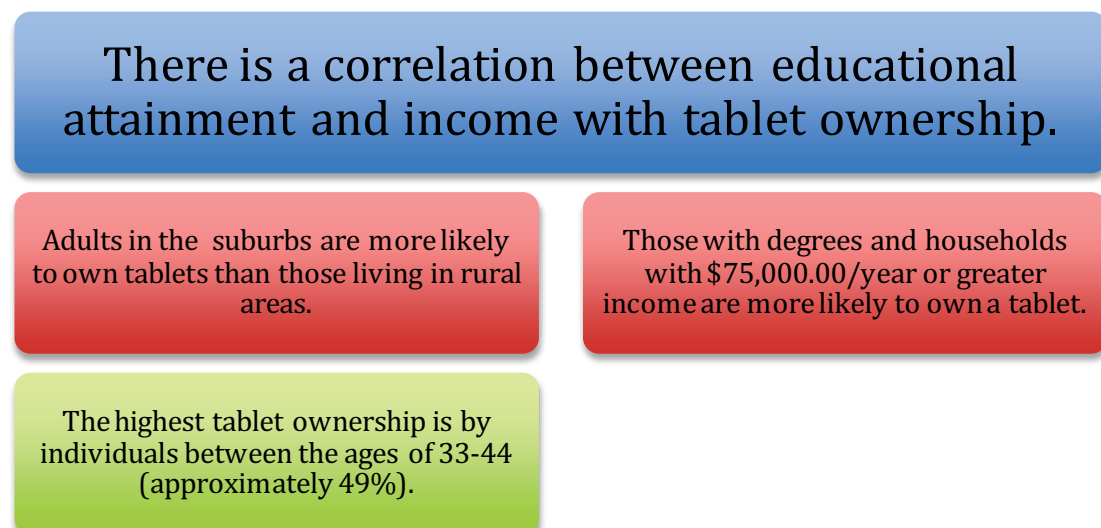 There is a correlation between educational
attainment and income with tablet ownership.
Adults in the suburbs are more likely
to own tablets than those living in rural
areas.
Those with degrees and households
with $75,000.00/year or greater
income are more likely to own a tablet.
The highest tablet ownership is by
individuals between the ages of 33-44
(approximately 49%).